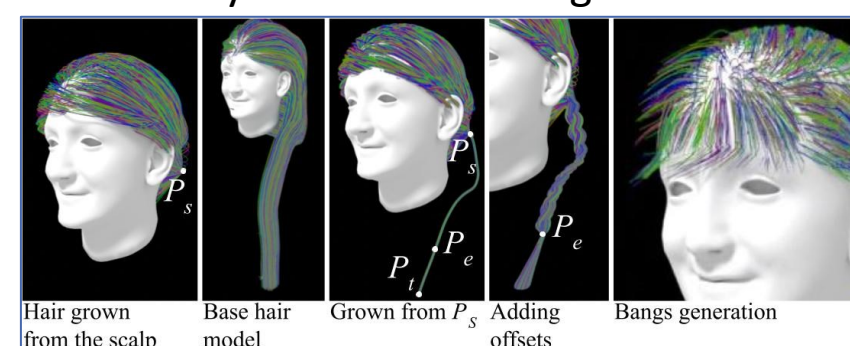 P_s
P_s
P_e
P_t
P_e
Hair grown
from the scalp
Base hair
model
Grown from P_S
Adding
offsets
Bangs generation